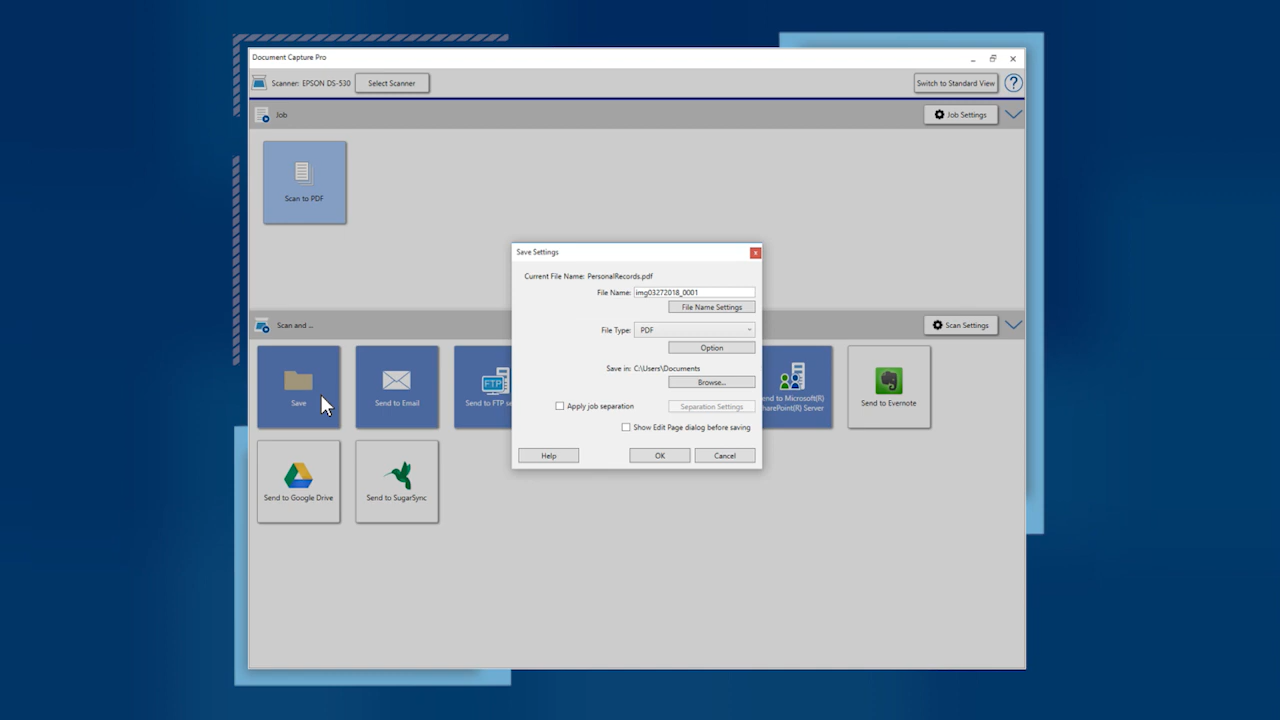 Document Capture Pro
Scanner: EPSON DS-530
Select Scanner
Switch to Standard View
?
Job
Job Settings
Scan to PDF
Scan and ...
Scan Settings
Save
Send to Email
FTP
Send to FTP se
nd to Microsoft(R)
harePoint(R) Server
Send to Evernote
Send to Google Drive
Send to SugarSync
Save Settings
x
Current File Name: PersonalRecords.pdf
File Name: img03272018_0001
File Name Settings
File Type: PDF
Option
Save in: C:\Users\Documents
Browse...
Apply job separation
Separation Settings
Show Edit Page dialog before saving
Help
OK
Cancel